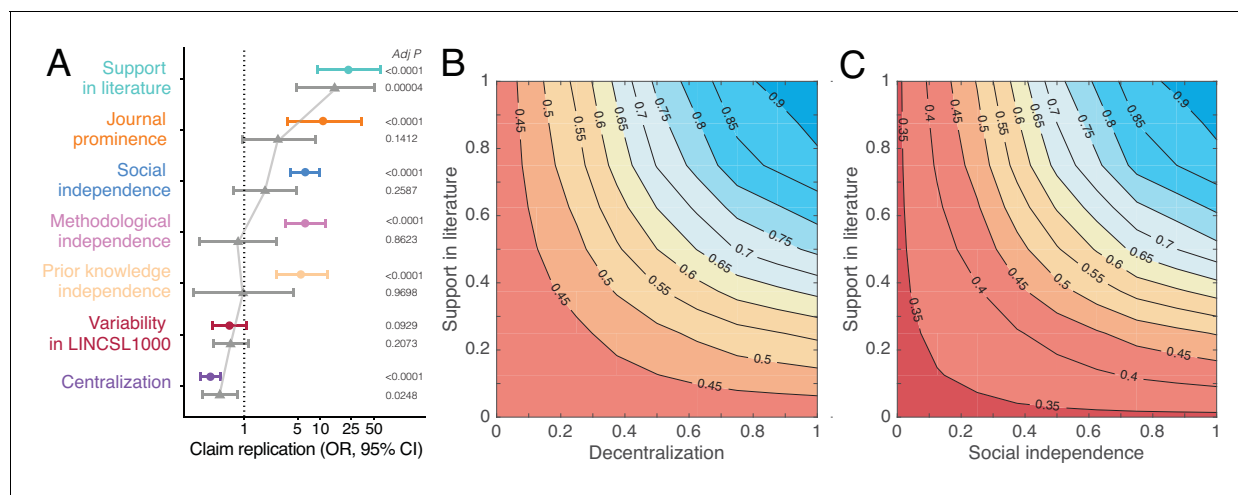 A
Adj P
Support
in literature
<0.0001
0.00004
Journal
prominence
<0.0001
0.1412
Social
independence
<0.0001
0.2587
Methodological
independence
<0.0001
0.8623
Prior knowledge
independence
<0.0001
0.9698
Variability
in LINCSL1000
0.0929
0.2073
Centralization
<0.0001
0.0248
1 5 10 25 50
Claim replication (OR, 95% CI)
B
Support in literature
1
0.8
0.6
0.4
0.2
0
0.45 0.5 0.55 0.6 0.65 0.7 0.75 0.8 0.85 0.9
0.75
0.7
0.65
0.6
0.55
0.5
0.45
0.5
0.45
0 0.2 0.4 0.6 0.8 1
Decentralization
C
Support in literature
1
0.8
0.6
0.4
0.2
0
0.35 0.4 0.45 0.5 0.55 0.6 0.65 0.7 0.75 0.8 0.85 0.9
0.7
0.65
0.6
0.55
0.5
0.45
0.4
0.35
0.45
0.4
0.35
0 0.2 0.4 0.6 0.8 1
Social independence